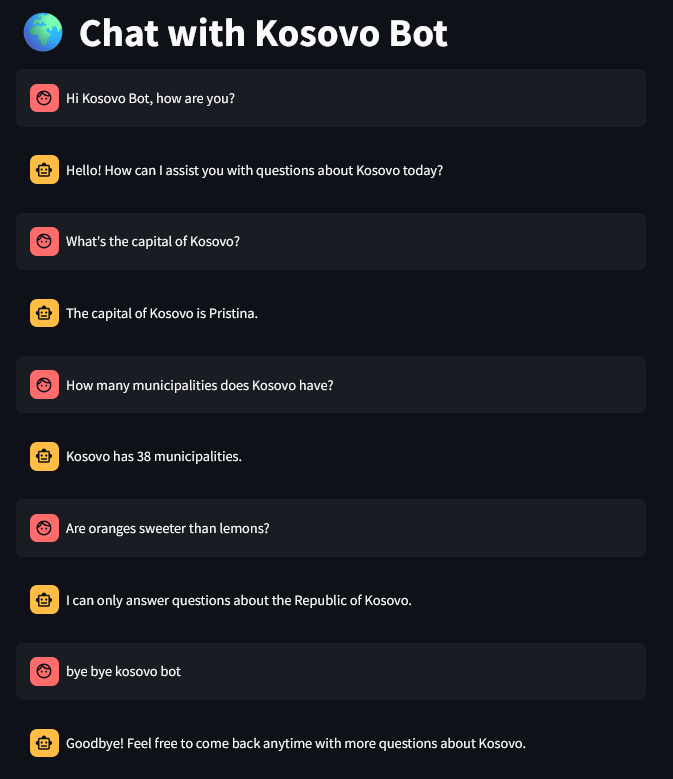 Chat with Kosovo Bot
Hi Kosovo Bot, how are you?
Hello! How can I assist you with questions about Kosovo today?
What's the capital of Kosovo?
The capital of Kosovo is Pristina.
How many municipalities does Kosovo have?
Kosovo has 38 municipalities.
Are oranges sweeter than lemons?
I can only answer questions about the Republic of Kosovo.
bye bye kosovo bot
Goodbye! Feel free to come back anytime with more questions about Kosovo.